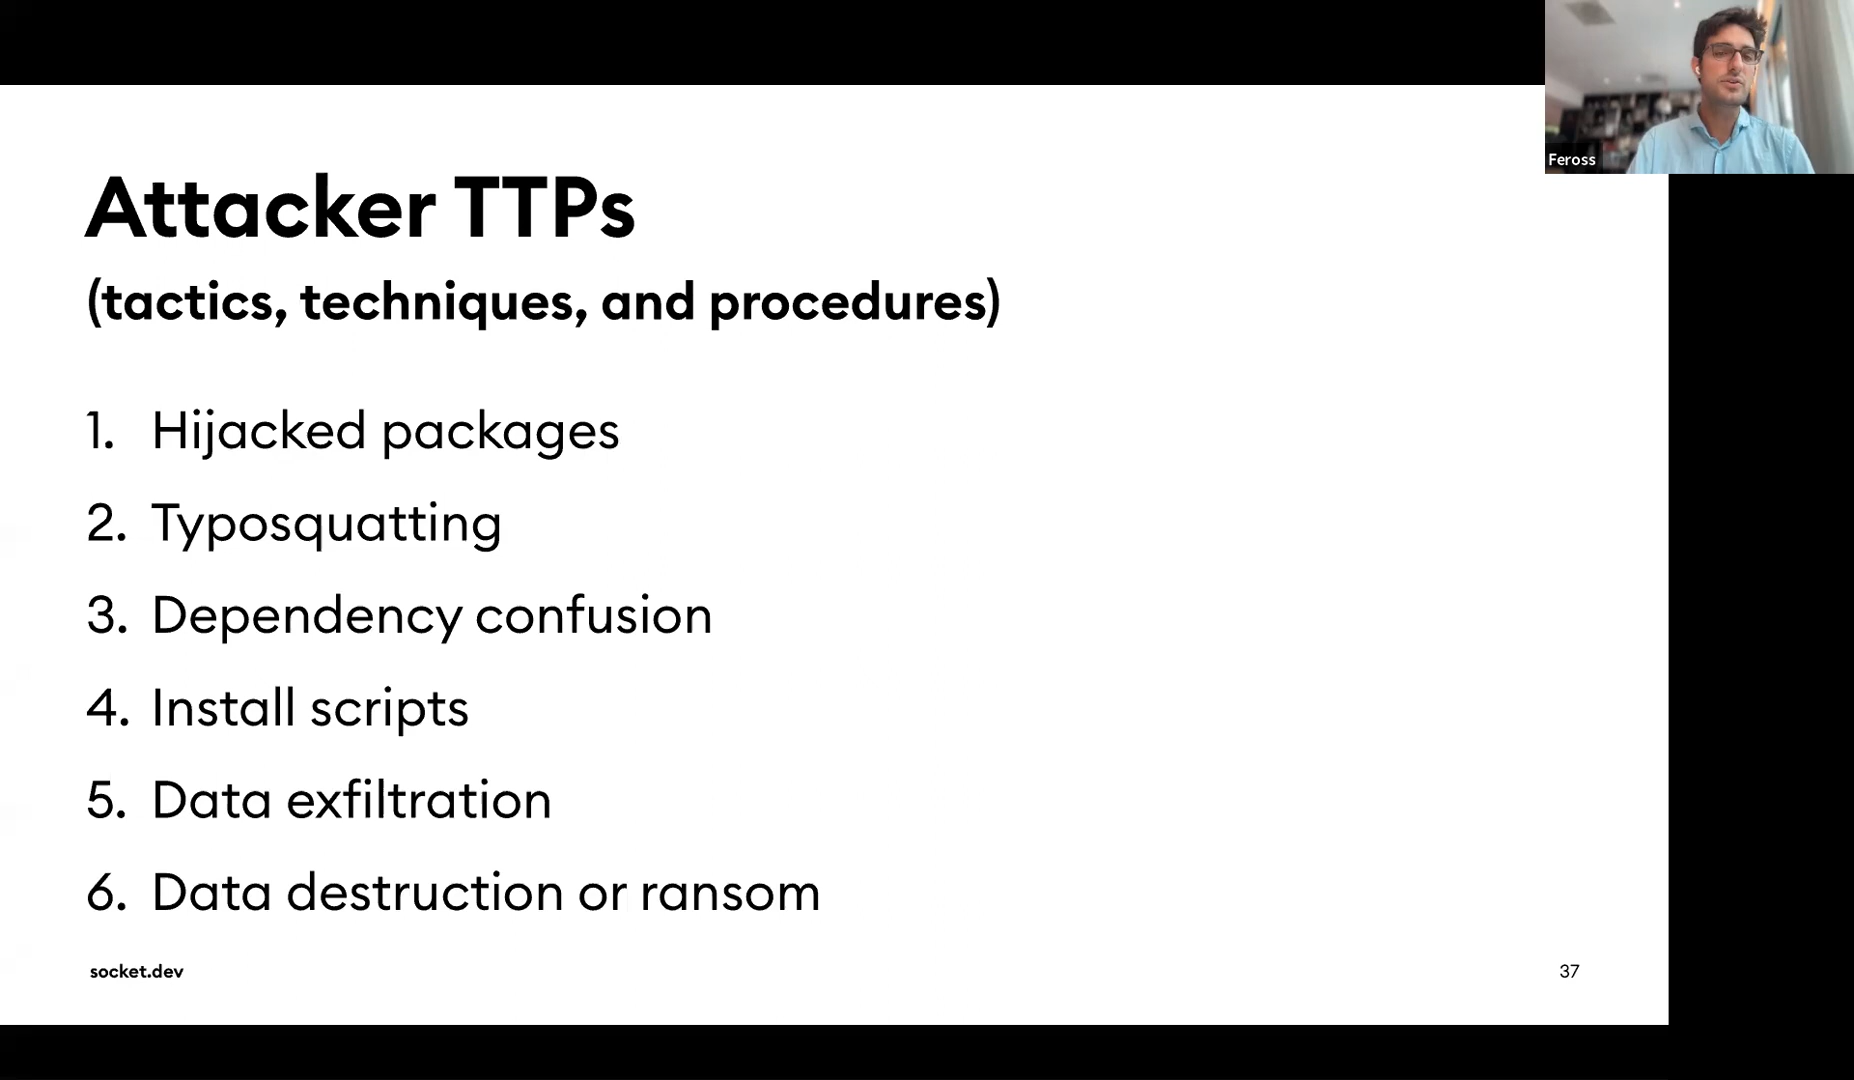 Feross
Attacker TTPs
(tactics, techniques, and procedures)
1. Hijacked packages
2. Typosquatting
3. Dependency confusion
4. Install scripts
5. Data exfiltration
6. Data destruction or ransom
socket.dev
37